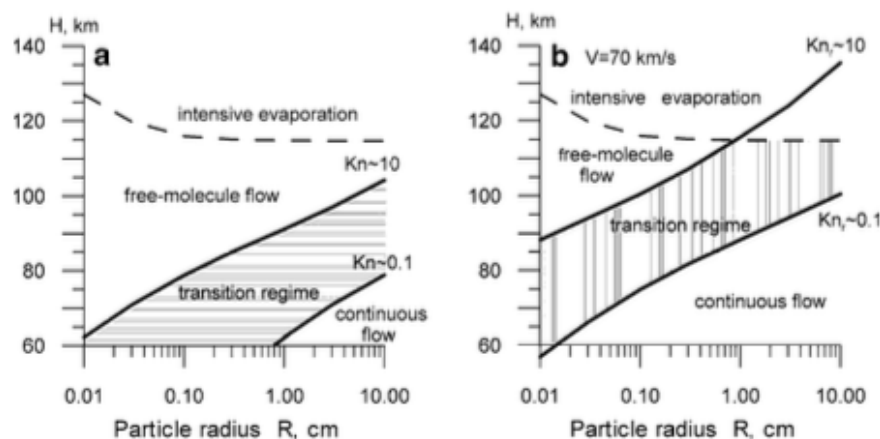 H, km
140
a
120
100
80
60
intensive evaporation
Kn~10
free-molecule flow
Kn~0.1
transition regime
continuous
flow
0.01
0.10
1.00
10.00
Particle radius R, cm
H, km
140
b
V=70 km/s
Knᵣ~10
120
100
80
60
intensive evaporation
free-molecule
flow
transition regime
Knᵣ~0.1
continuous flow
0.01
0.10
1.00
10.00
Particle radius R, cm